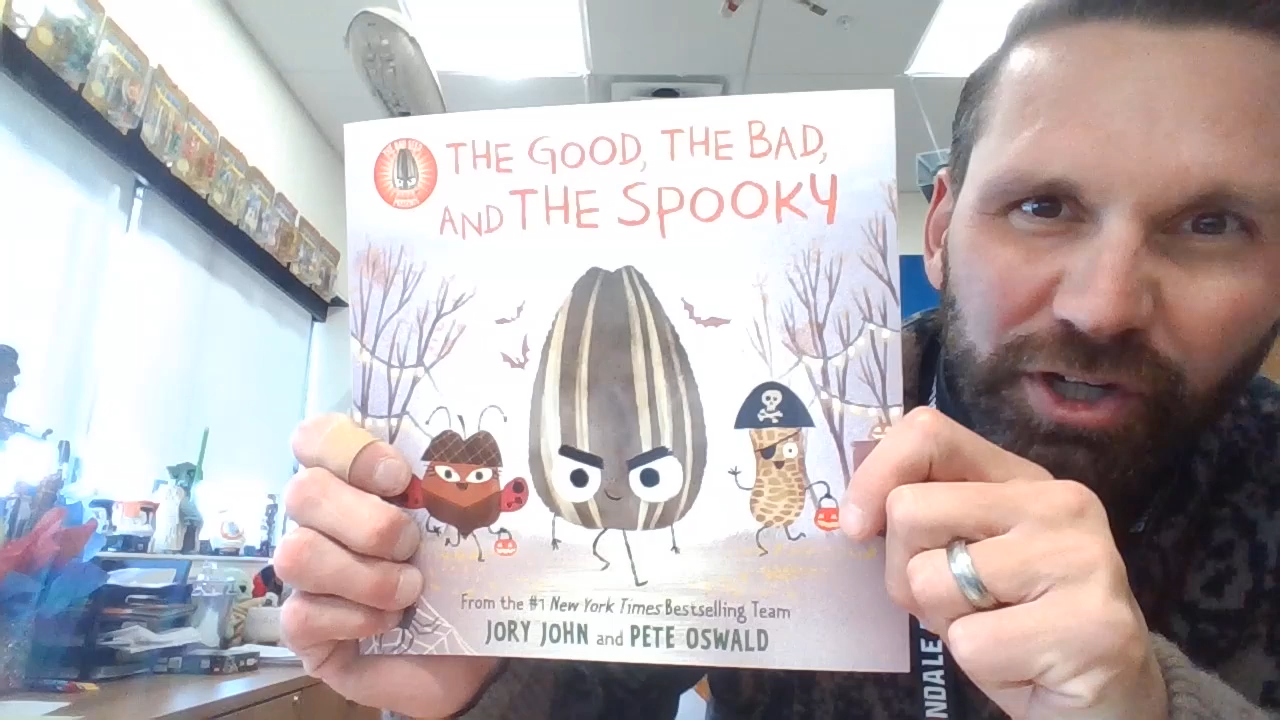 THE GOOD, THE BAD,
AND THE SPOOKY
From the #1 New York Times Bestselling Team
JORY JOHN and PETE OSWALD
NDALE